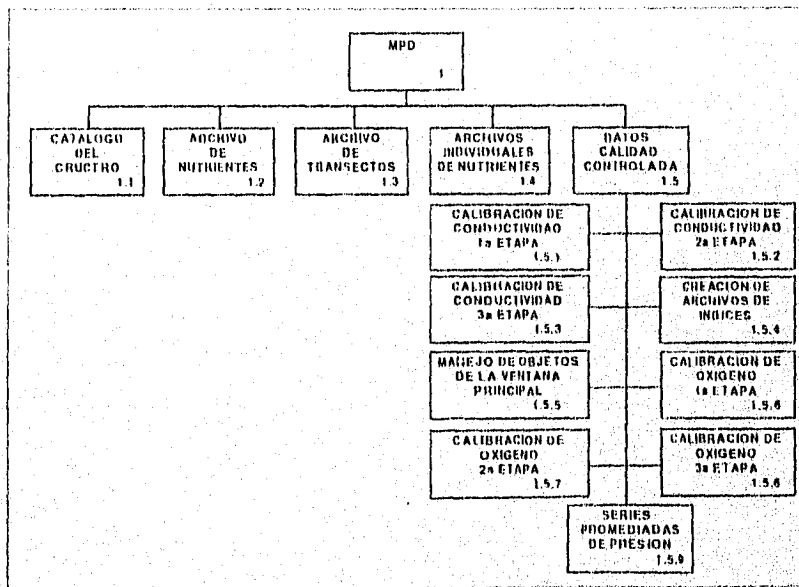 MPD
1
CATALOGO
DEL
CRUCERO
1.1
ARCHIVO
DE
NUTRIENTES
1.2
ARCHIVO
DE
TRANSECTOS
1.3
ARCHIVOS
INDIVIDUALES
DE NUTRIENTES
1.4
DATOS
CALIDAD
CONTROLADA
1.5
CALIBRACION DE
CONDUCTIVIDAD
1a ETAPA
1.5.1
CALIBRACION DE
CONDUCTIVIDAD
2a ETAPA
1.5.2
CALIBRACION DE
CONDUCTIVIDAD
3a ETAPA
1.5.3
CREACION DE
ARCHIVOS DE
INDICES
1.5.4
MANEJO DE OBJETOS
DE LA VENTANA
PRINCIPAL
1.5.5
CALIBRACION DE
OXIGENO
1a ETAPA
1.5.6
CALIBRACION DE
OXIGENO
2a ETAPA
1.5.7
CALIBRACION DE
OXIGENO
3a ETAPA
1.5.8
SERIES
PROMEDIADAS
DE PRESION
1.5.9